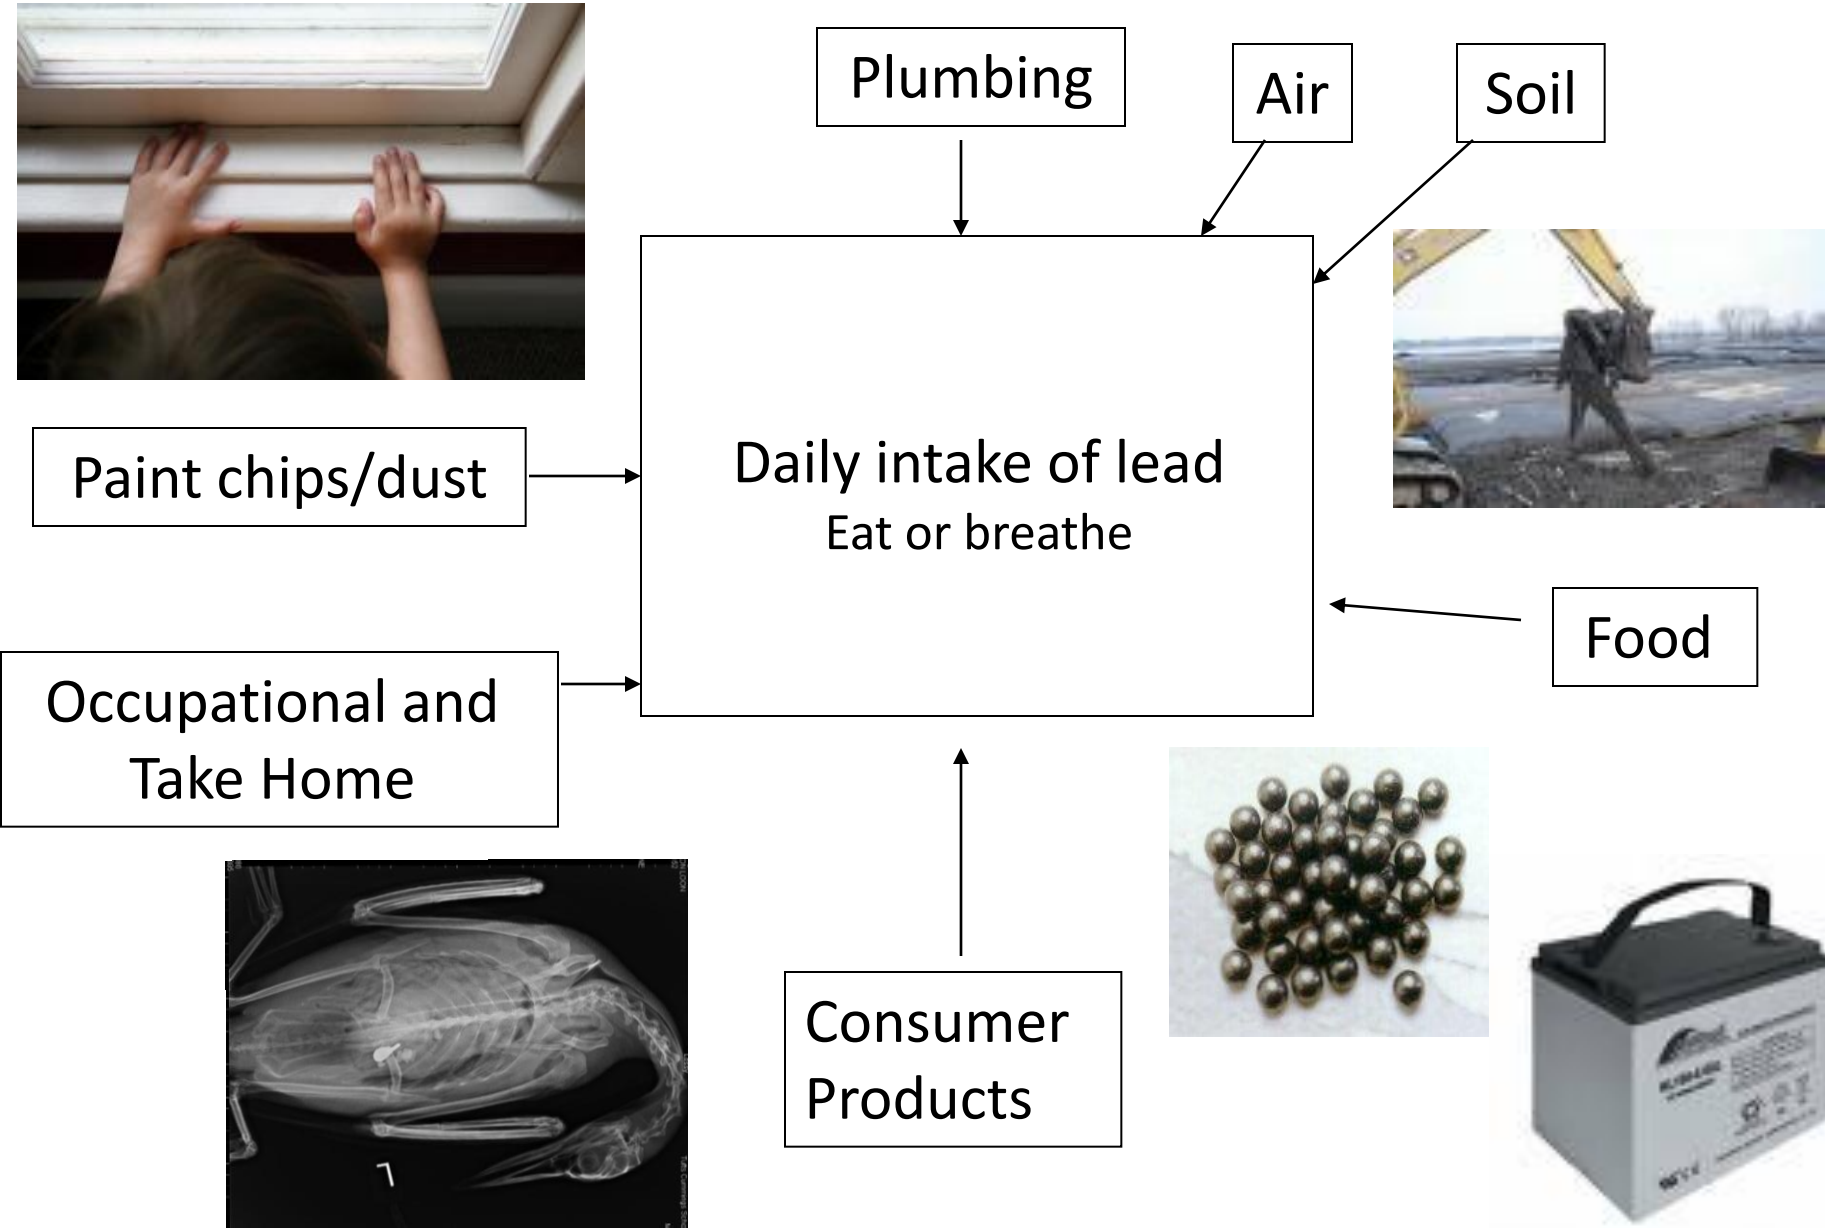 Plumbing
Air
Soil
Paint chips/dust
Daily intake of lead
Eat or breathe
Food
Occupational and
Take Home
Consumer
Products
L